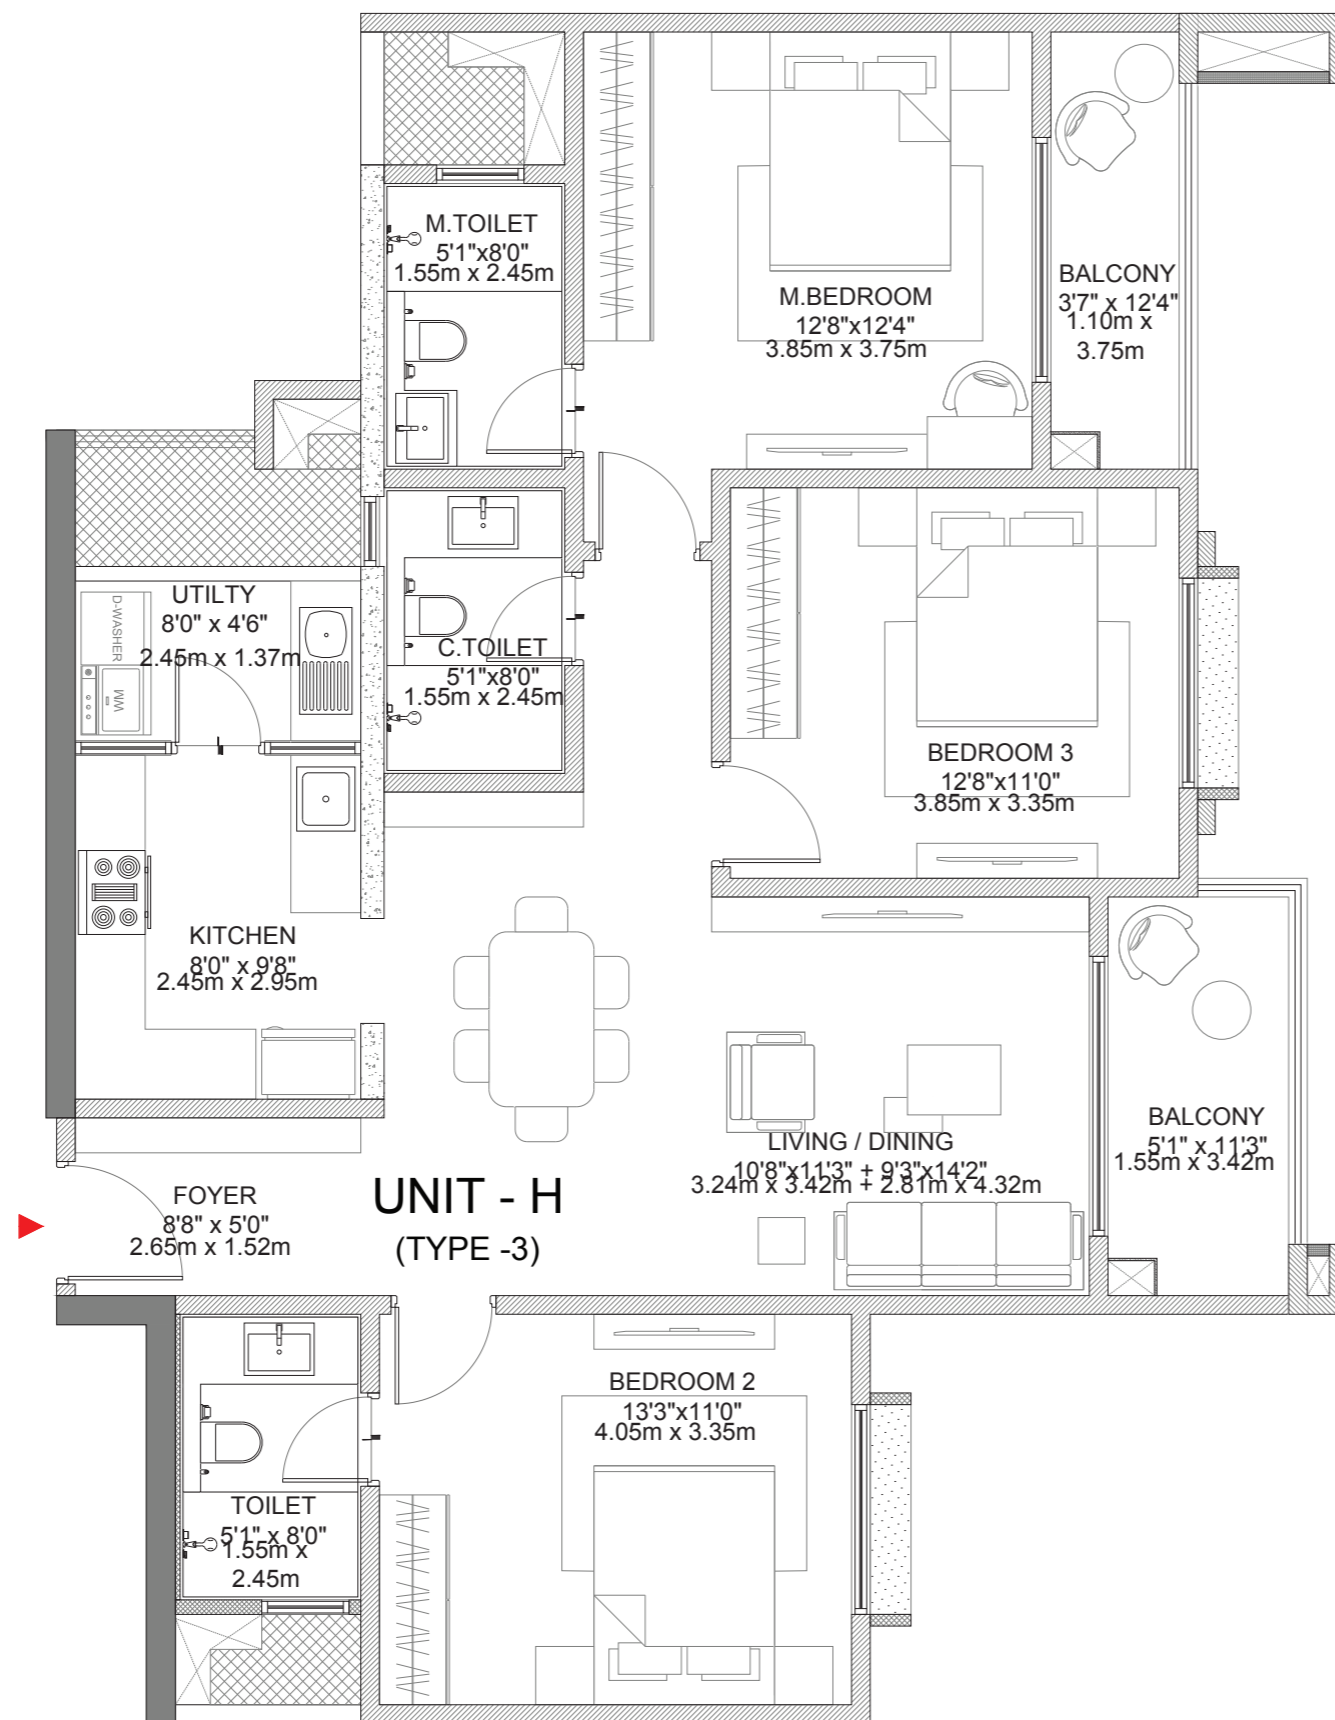 M.TOILET
5'1"x8'0"
1.55m x 2.45m
M.BEDROOM
12'8"x12'4"
3.85m x 3.75m
BALCONY
3'7" x 12'4"
1.10m x
3.75m
UTILTY
8'0" x 4'6"
2.45m x 1.37m
D-WASHER
WM
C.TOILET
5'1"x8'0"
1.55m x 2.45m
BEDROOM 3
12'8"x11'0"
3.85m x 3.35m
KITCHEN
8'0" x 9'8"
2.45m x 2.95m
LIVING / DINING
10'8"x11'3" + 9'3"x14'2"
3.24m x 3.42m + 2.81m x 4.32m
BALCONY
5'1" x 11'3"
1.55m x 3.42m
FOYER
8'8" x 5'0"
2.65m x 1.52m
UNIT - H
(TYPE -3)
BEDROOM 2
13'3"x11'0"
4.05m x 3.35m
TOILET
5'1" x 8'0"
1.55m x
2.45m